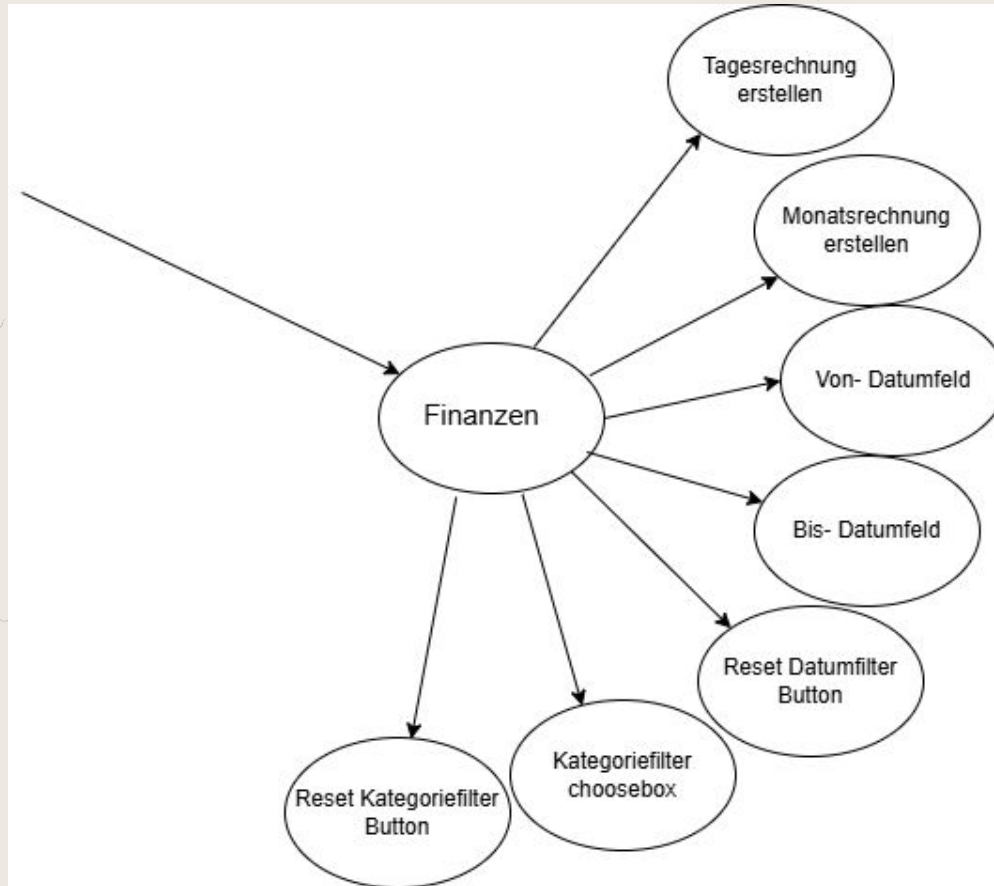 Tagesrechnung
erstellen
Monatsrechnung
erstellen
Von- Datumfeld
Finanzen
Bis- Datumfeld
Reset Datumfilter
Button
Kategoriefilter
choosebox
Reset Kategoriefilter
Button